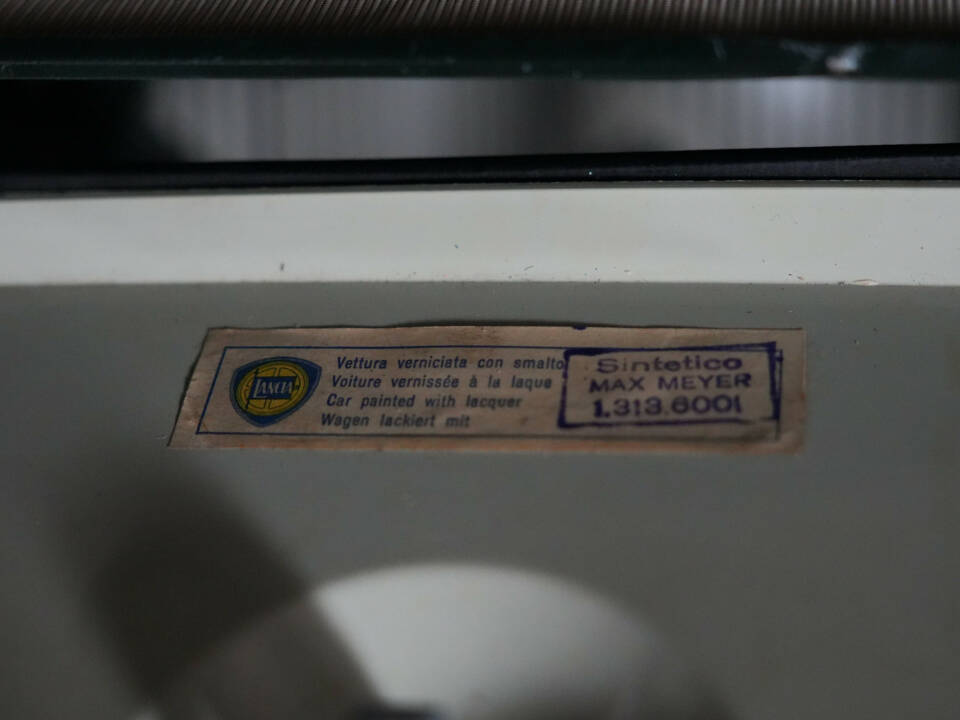 LANCIA
Vettura verniciata con smalto
Voiture vernissée à la laque
Car painted with lacquer
Wagen lackiert mit
Sintetico
MAX MEYER
1.313.6001